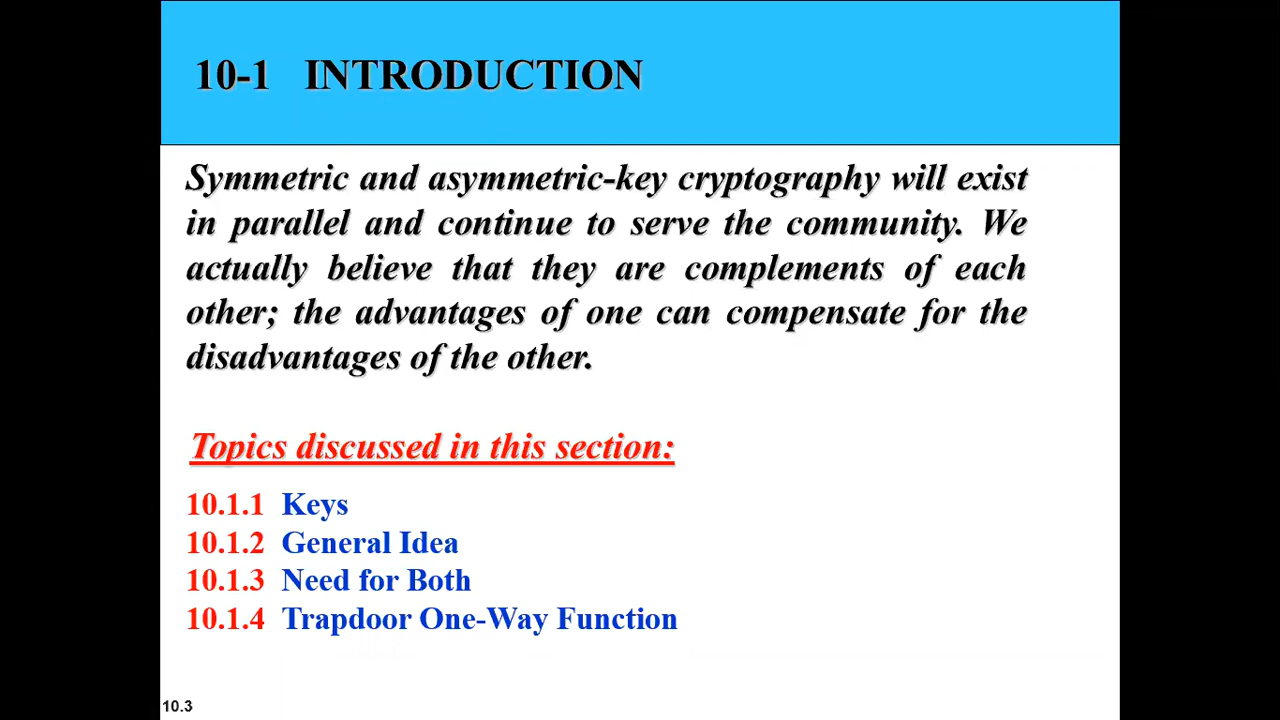 10-1 INTRODUCTION
Symmetric and asymmetric-key cryptography will exist
in parallel and continue to serve the community. We
actually believe that they are complements of each
other; the advantages of one can compensate for the
disadvantages of the other.
Topics discussed in this section:
10.1.1 Keys
10.1.2 General Idea
10.1.3 Need for Both
10.1.4 Trapdoor One-Way Function
10.3